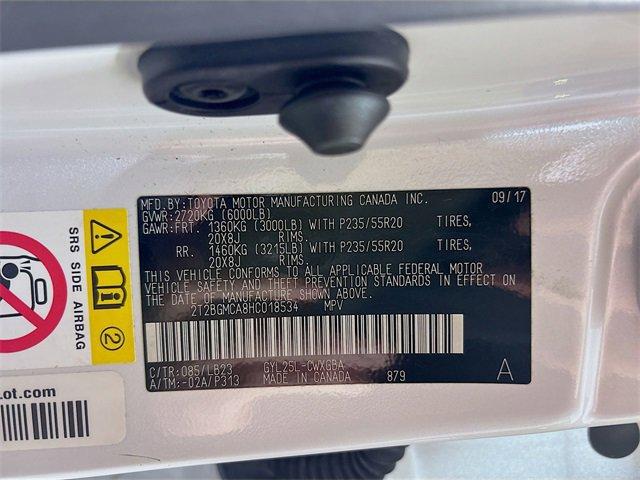 MFD.BY:TOYOTA MOTOR MANUFACTURING CANADA INC. 09/17
GVWR:2720KG (6000LB)
GAWR:FRT. 1360KG (3000LB) WITH P235/55R20 TIRES,
20X8J RIMS.
RR. 1460KG (3215LB) WITH P235/55R20 TIRES,
20X8J RIMS.
THIS VEHICLE CONFORMS TO ALL APPLICABLE FEDERAL MOTOR
VEHICLE SAFETY AND THEFT PREVENTION STANDARDS IN EFFECT ON
THE DATE OF MANUFACTURE SHOWN ABOVE.
2T2BGMCA8HC018534 MPV
C/TR:085/LB23 GYL25L-CWXGBA
A/TM:-02A/P313 MADE IN CANADA 879 A
SRS SIDE AIRBAG
2
Lot.com